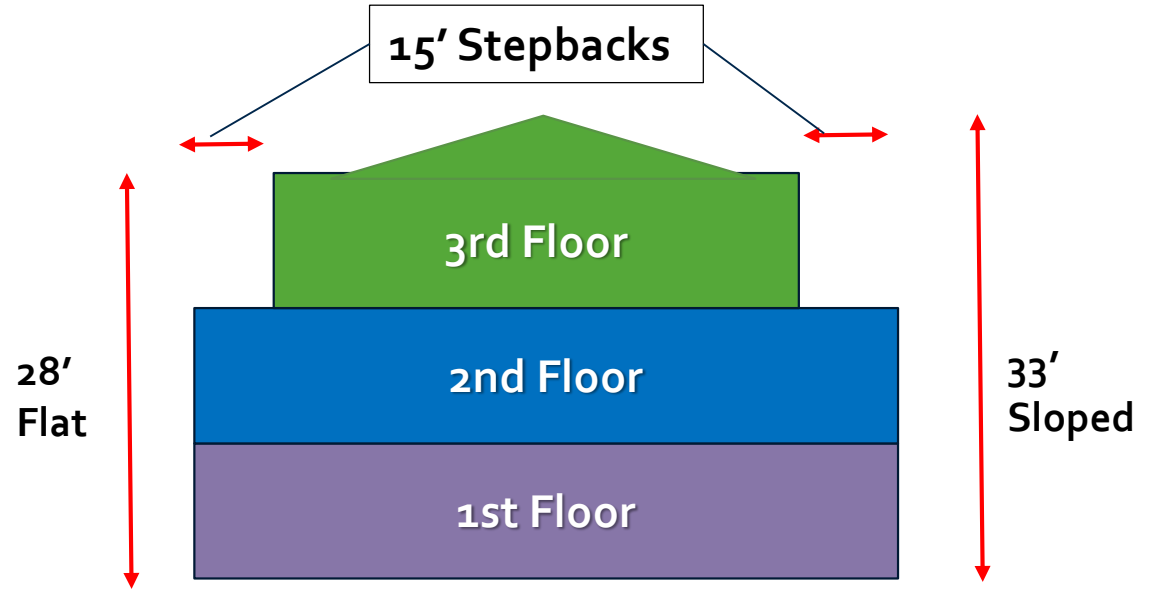 15′ Stepbacks
3rd Floor
28′
Flat
2nd Floor
33′
Sloped
1st Floor